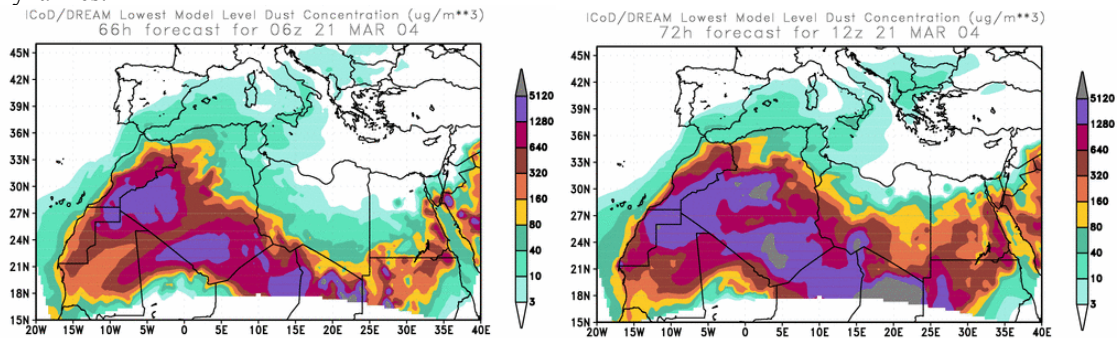 ICoD/DREAM Lowest Model Level Dust Concentration (ug/m**3)
66h forecast for 06z 21 MAR 04
45N
42N
39N
36N
33N
30N
27N
24N
21N
18N
15N
20W 15W 10W 5W 0 5E 10E 15E 20E 25E 30E 35E 40E
5120
1280
640
320
160
80
40
10
3
ICoD/DREAM Lowest Model Level Dust Concentration (ug/m**3)
72h forecast for 12z 21 MAR 04
45N
42N
39N
36N
33N
30N
27N
24N
21N
18N
15N
20W 15W 10W 5W 0 5E 10E 15E 20E 25E 30E 35E 40E
5120
1280
640
320
160
80
40
10
3